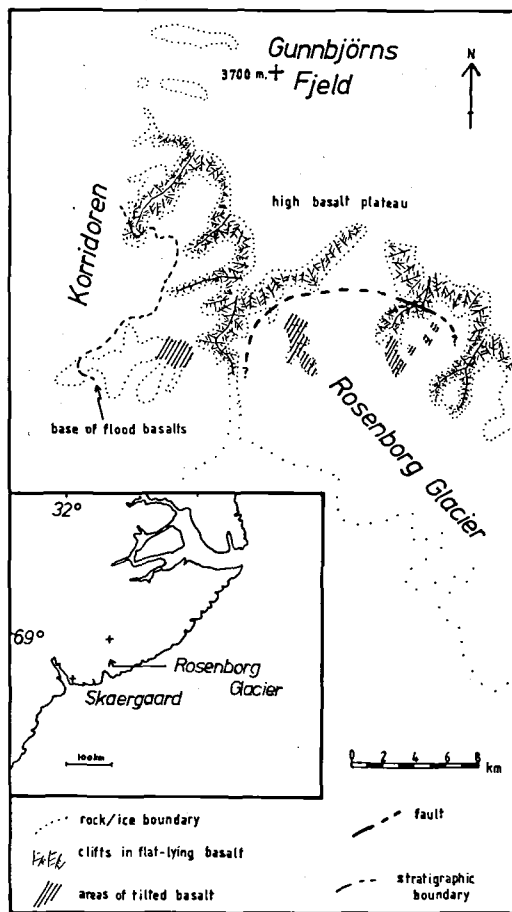 Gunnbjörns
3700 m.
Fjeld
N
high basalt plateau
Korridoren
?
?
base of flood basalts
Rosenborg Glacier
32°
69°
Rosenborg
Glacier
Skaergaard
100km
0 2 4 6 8
km
rock/ice boundary
fault
cliffs in flat-lying basalt
areas of tilted basalt
stratigraphic
boundary